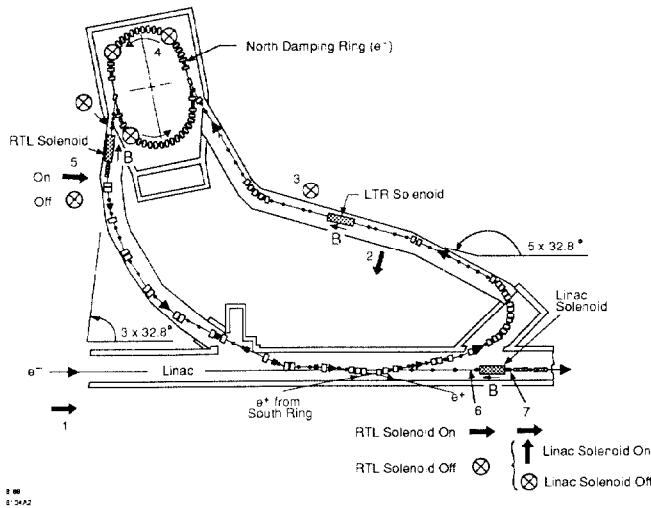 4
North Damping Ring (e⁻)
RTL Solenoid
5
B
On
Off
3
LTR Solenoid
B
2
5 x 32.8°
Linac
Solenoid
3 x 32.8°
e⁻
Linac
B
e⁺ from
South Ring
e⁺
6
7
1
RTL Solenoid On
Linac Solenoid On
RTL Solenoid Off
Linac Solenoid Off